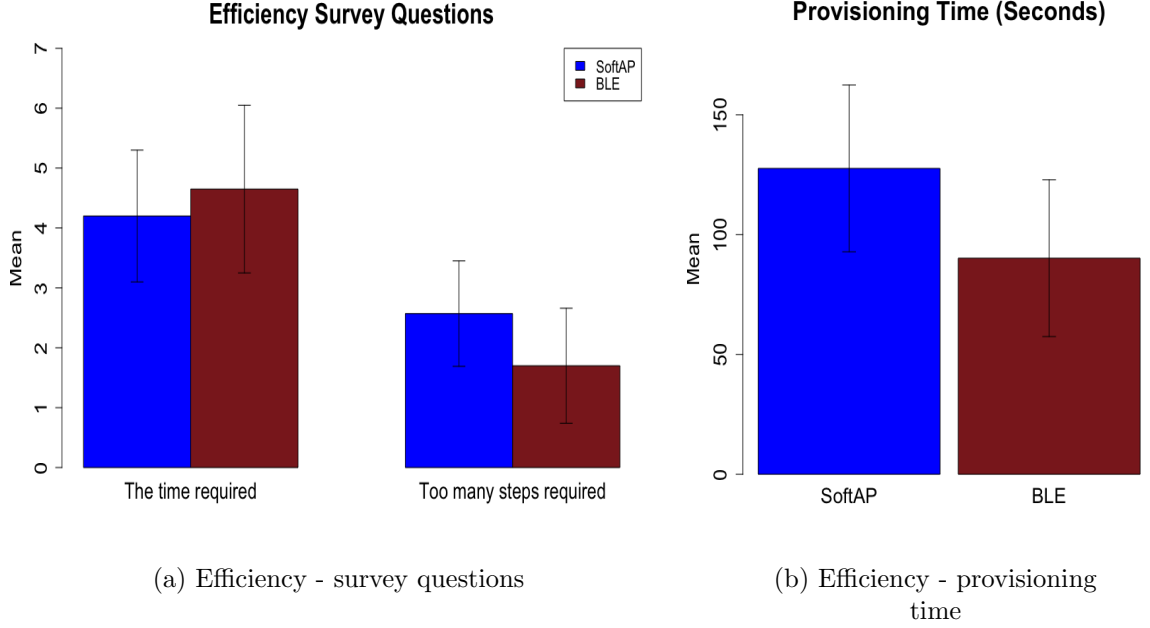 Efficiency Survey Questions
7
6
5
4
3
2
1
0
Mean
SoftAP
BLE
The time required
Too many steps required
(a) Efficiency - survey questions
Provisioning Time (Seconds)
150
100
50
0
Mean
SoftAP
BLE
(b) Efficiency - provisioning
time